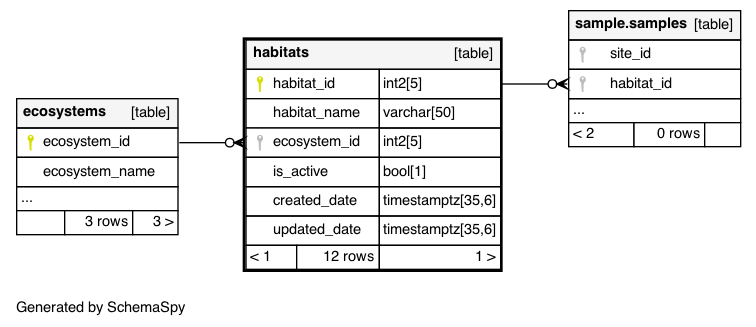 sample.samples [table]
site_id
habitat_id
...
< 2 0 rows
habitats [table]
habitat_id int2[5]
habitat_name varchar[50]
ecosystem_id int2[5]
is_active bool[1]
created_date timestamptz[35,6]
updated_date timestamptz[35,6]
< 1 12 rows 1 >
ecosystems [table]
ecosystem_id
ecosystem_name
...
3 rows 3 >
Generated by SchemaSpy